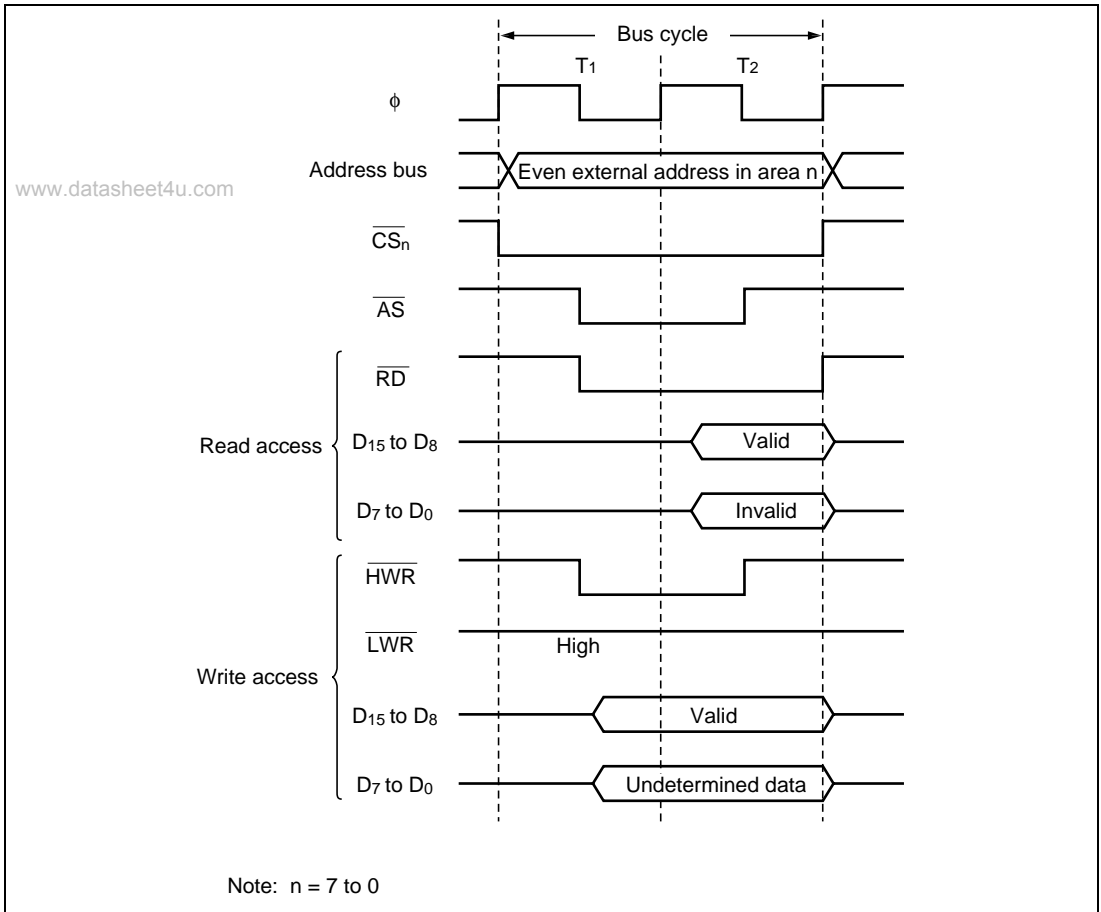 Bus cycle
T1 T2
φ
Address bus
Even external address in area n
www.datasheet4u.com
CSn
AS
RD
Read access
D15 to D8
Valid
D7 to D0
Invalid
HWR
LWR
High
Write access
D15 to D8
Valid
D7 to D0
Undetermined data
Note: n = 7 to 0